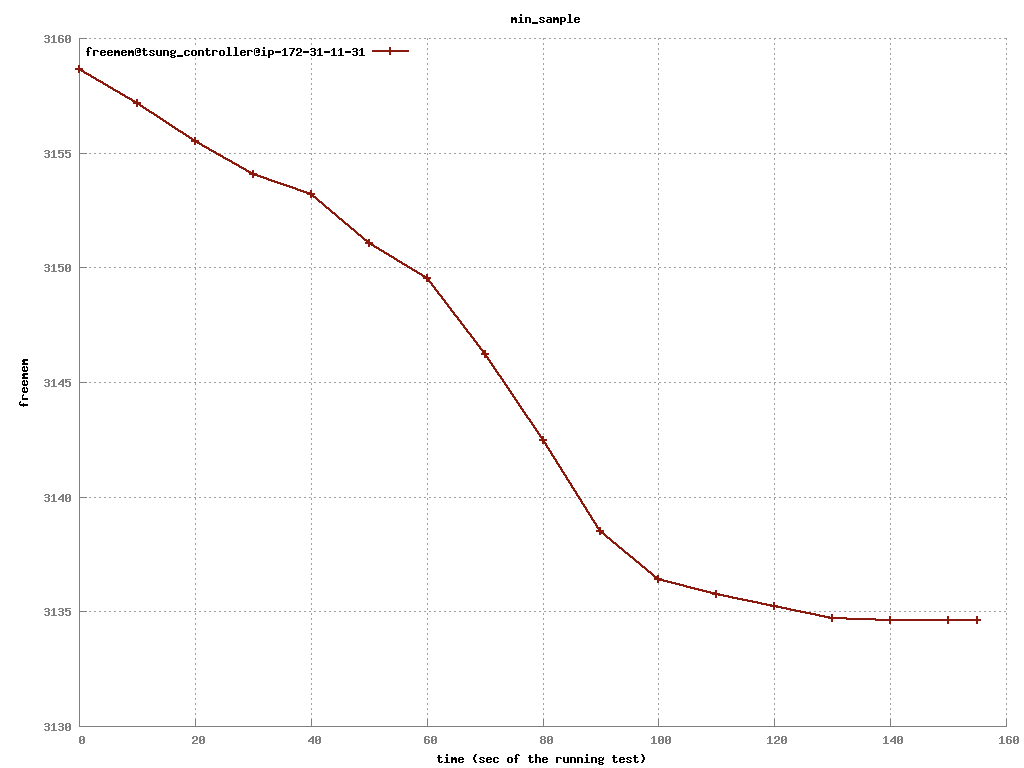 min_sample
3160
freemem@tsung_controller@ip-172-31-11-31
3155
3150
3145
3140
3135
3130
freemem
0 20 40 60 80 100 120 140 160
time (sec of the running test)